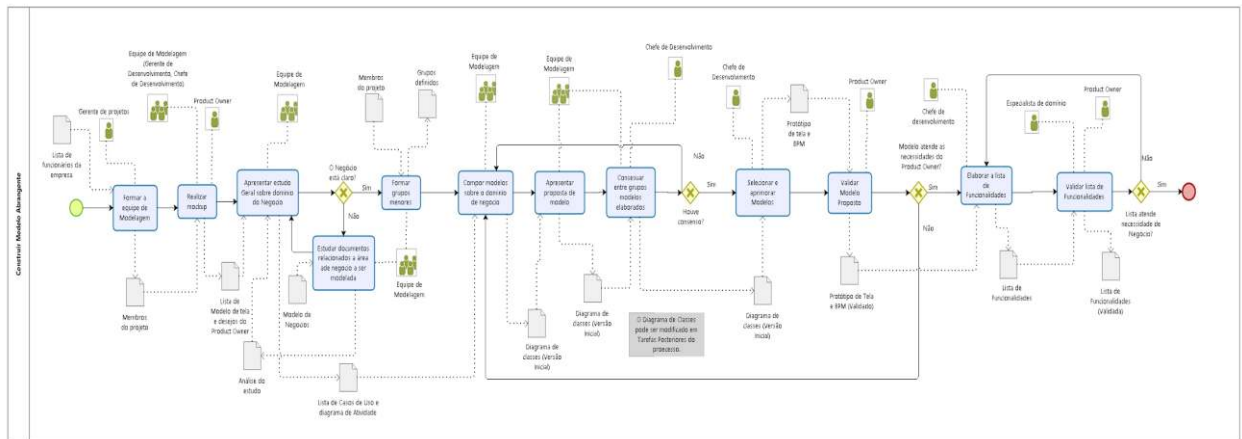 Construir Modelo Abrangente
Lista de
funcionários da
empresa
Gerente de projetos
Formar a
equipe de
Modelagem
Membros
do projeto
Equipe de Modelagem
(Gerente de
Desenvolvimento, Chefe
de Desenvolvimento)
Product Owner
Realizar
mockup
Lista de
Modelo de tela
e desejos do
Product Owner
Equipe de
Modelagem
Apresentar estudo
Geral sobre domínio
do Negócio
Análise do
estudo
Lista de Casos de Uso e
diagrama de Atividade
O Negócio
está claro?
Sim
Não
Estudar documentos
relacionados a área
ade negócio a ser
modelada
Modelo de
Negócios
Membros
do projeto
Grupos
definidos
Formar
grupos
menores
Equipe de
Modelagem
Equipe de
Modelagem
Compor modelos
sobre o domínio
de negócio
Diagrama de
classes (Versão
Inicial)
Equipe de
Modelagem
Apresentar
proposta de
modelo
Diagrama de
classes (Versão
Inicial)
Chefe de Desenvolvimento
Consensuar
entre grupos
modelos
elaborados
O Diagrama de Classes
pode ser modificado em
Tarefas Posteriores do
processo.
Não
Sim
Houve
consenso?
Chefe de
Desenvolvimento
Selecionar e
aprimorar
Modelos
Diagrama de
classes (Versão
Inicial)
Protótipo
de tela e
BPM
Product Owner
Validar
Modelo
Proposto
Protótipo de Tela
e BPM (Validado)
Modelo atende as
necessidades do
Product Owner?
Sim
Não
Chefe de
desenvolvimento
Elaborar a lista
de
Funcionalidades
Lista de
Funcionalidades
Especialista de domínio
Product Owner
Validar lista de
Funcionalidades
Lista de
Funcionalidades
(Validada)
Não
Sim
Lista atende
necessidade de
Negócio?